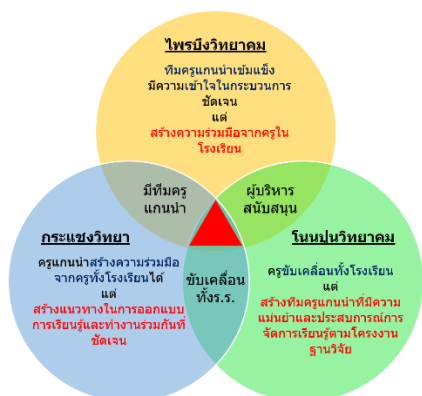 ไพรบึงวิทยาคม
ทีมครูแกนนำเข้มแข็ง
มีความเข้าใจในกระบวนการ
ชัดเจน
แต่
สร้างความร่วมมือจากครูใน
โรงเรียน
มีทีมครู
แกนนำ
ผู้บริหาร
สนับสนุน
กระแชงวิทยา
ครูแกนนำสร้างความร่วมมือ
จากครูทั้งโรงเรียนได้
แต่
สร้างแนวทางในการออกแบบ
การเรียนรู้และทำงานร่วมกันที่
ชัดเจน
ขับเคลื่อน
ทั้งร.ร.
โนนปูนวิทยาคม
ครูขับเคลื่อนทั้งโรงเรียน
แต่
สร้างทีมครูแกนนำที่มีความ
แม่นยำและประสบการณ์การ
จัดการเรียนรู้ตามโครงงาน
ฐานวิจัย